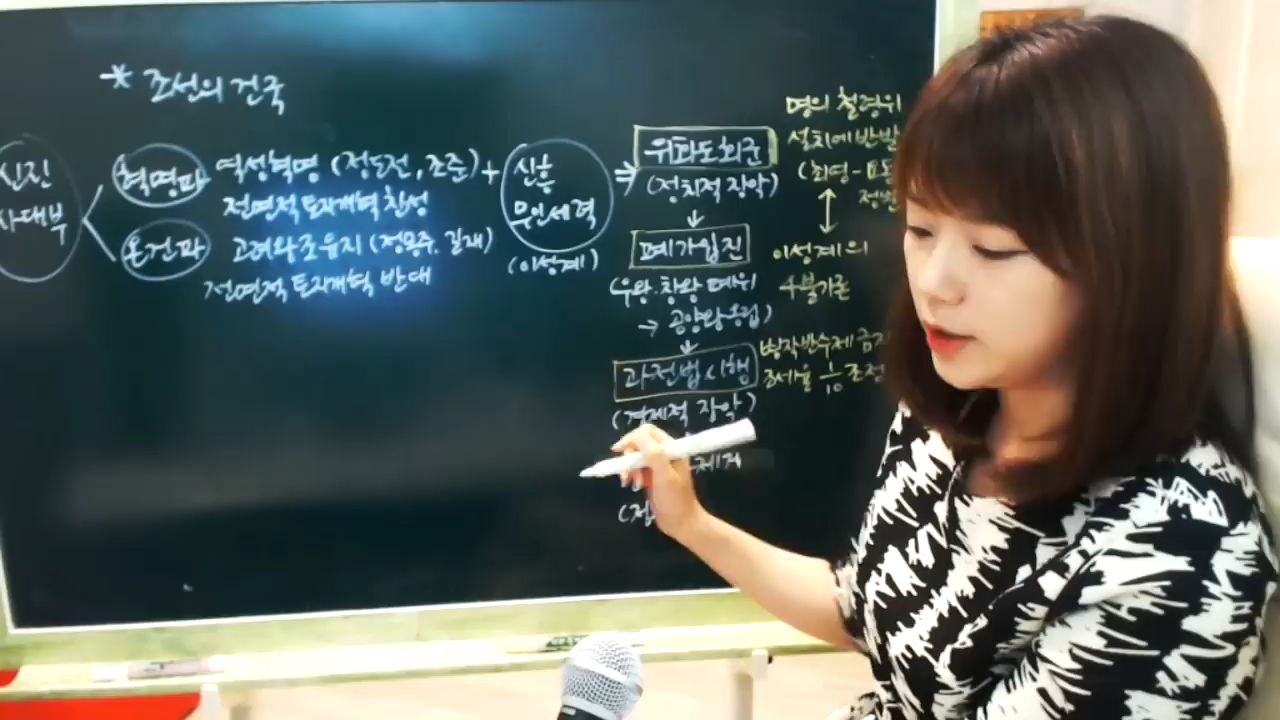 * 조선의 건국
신진
사대부
혁명파 역성혁명 (정도전, 조준) +
전면적 토지개혁 찬성
온건파 고려왕조유지 (정몽주. 길재)
전면적 토지개혁 반대
신흥
무인세력
(이성계)
⇒ 위화도회군
(정치적 장악)
↓
폐가입진
(우왕.창왕 폐위
→ 공양왕옹립)
↓
과전법시행
(경제적 장악)
명의 철령위
설치에 반발
(최영-요동
정벌
↕
이성계의
4불가론
병작반수제 금지
조세율 1/10 조정